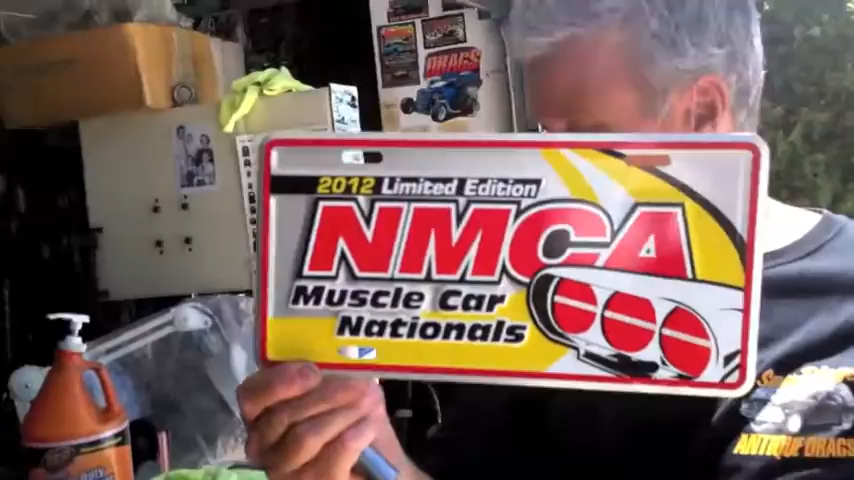 DRAGS
2012 Limited Edition
NMCA
Muscle Car
Nationals
ANTIQUE DRAGS